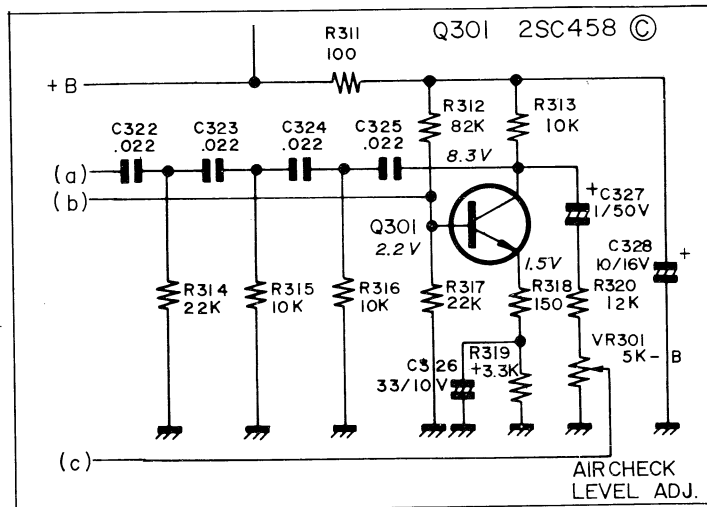 Q301 2SC458 Ⓒ
R311
100
+B
R312
82K
R313
10K
C322
.022
C323
.022
C324
.022
C325
.022
8.3V
(a)
(b)
+
C327
1/50V
Q301
2.2V
C328
10/16V
+
1.5V
R314
22K
R315
10K
R316
10K
R317
22K
R318
150
R320
12K
VR301
5K-B
C326
33/10V
+
R319
3.3K
(c)
AIRCHECK
LEVEL ADJ.